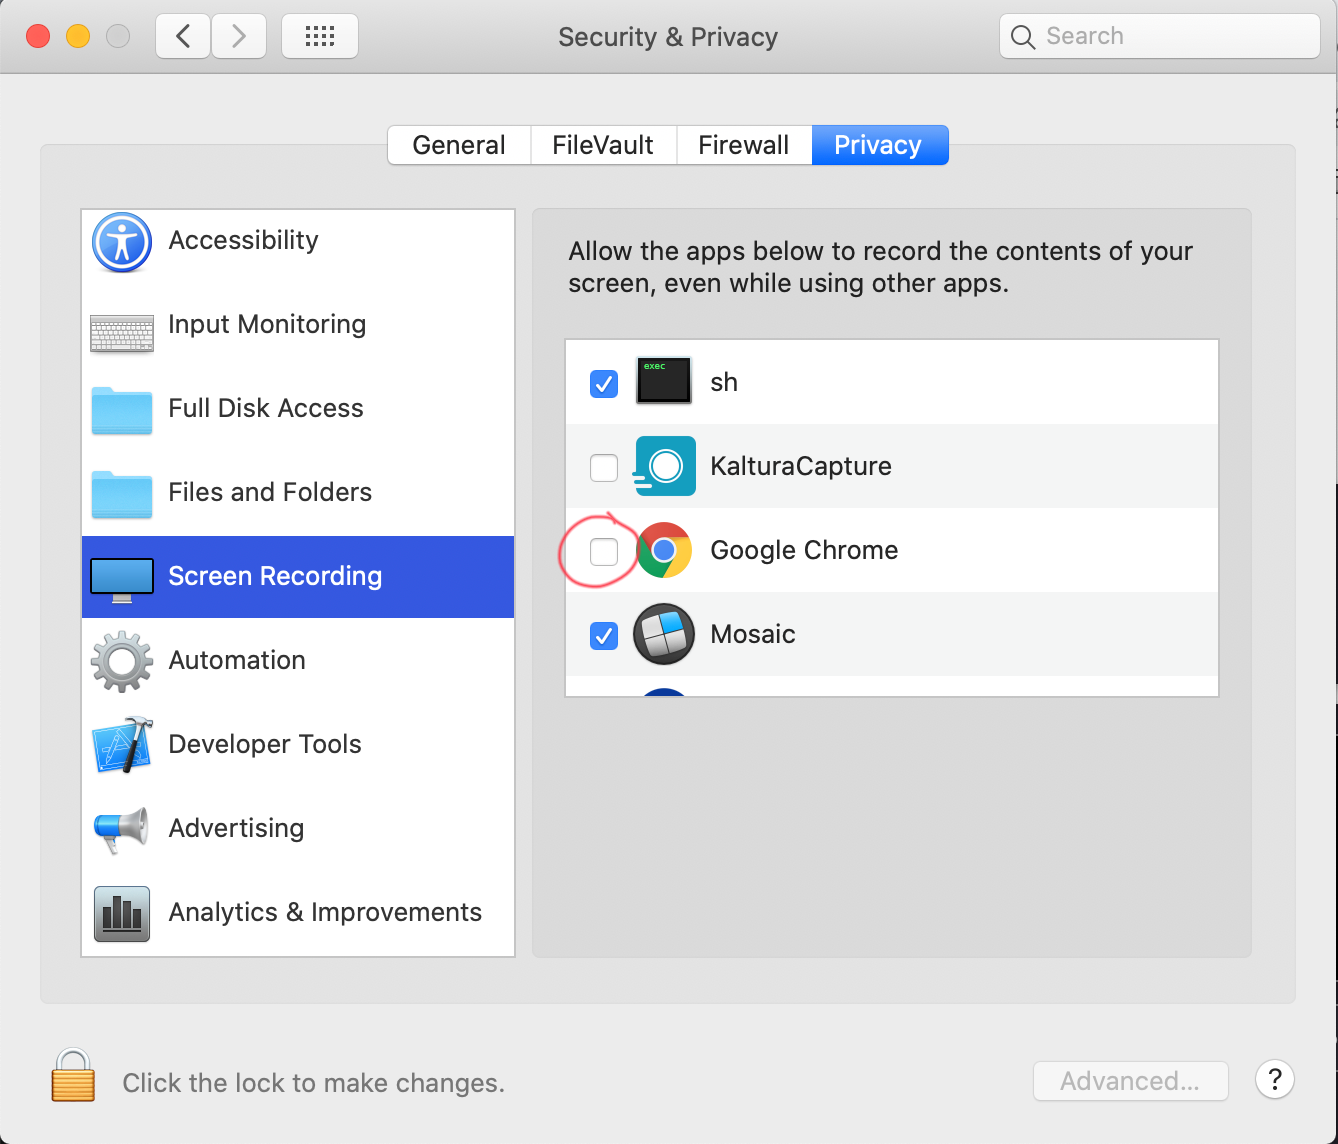 Security & Privacy
Search
General
FileVault
Firewall
Privacy
Accessibility
Input Monitoring
Full Disk Access
Files and Folders
Screen Recording
Automation
Developer Tools
Advertising
Analytics & Improvements
Allow the apps below to record the contents of your
screen, even while using other apps.
exec
sh
KalturaCapture
Google Chrome
Mosaic
Click the lock to make changes.
Advanced...
?